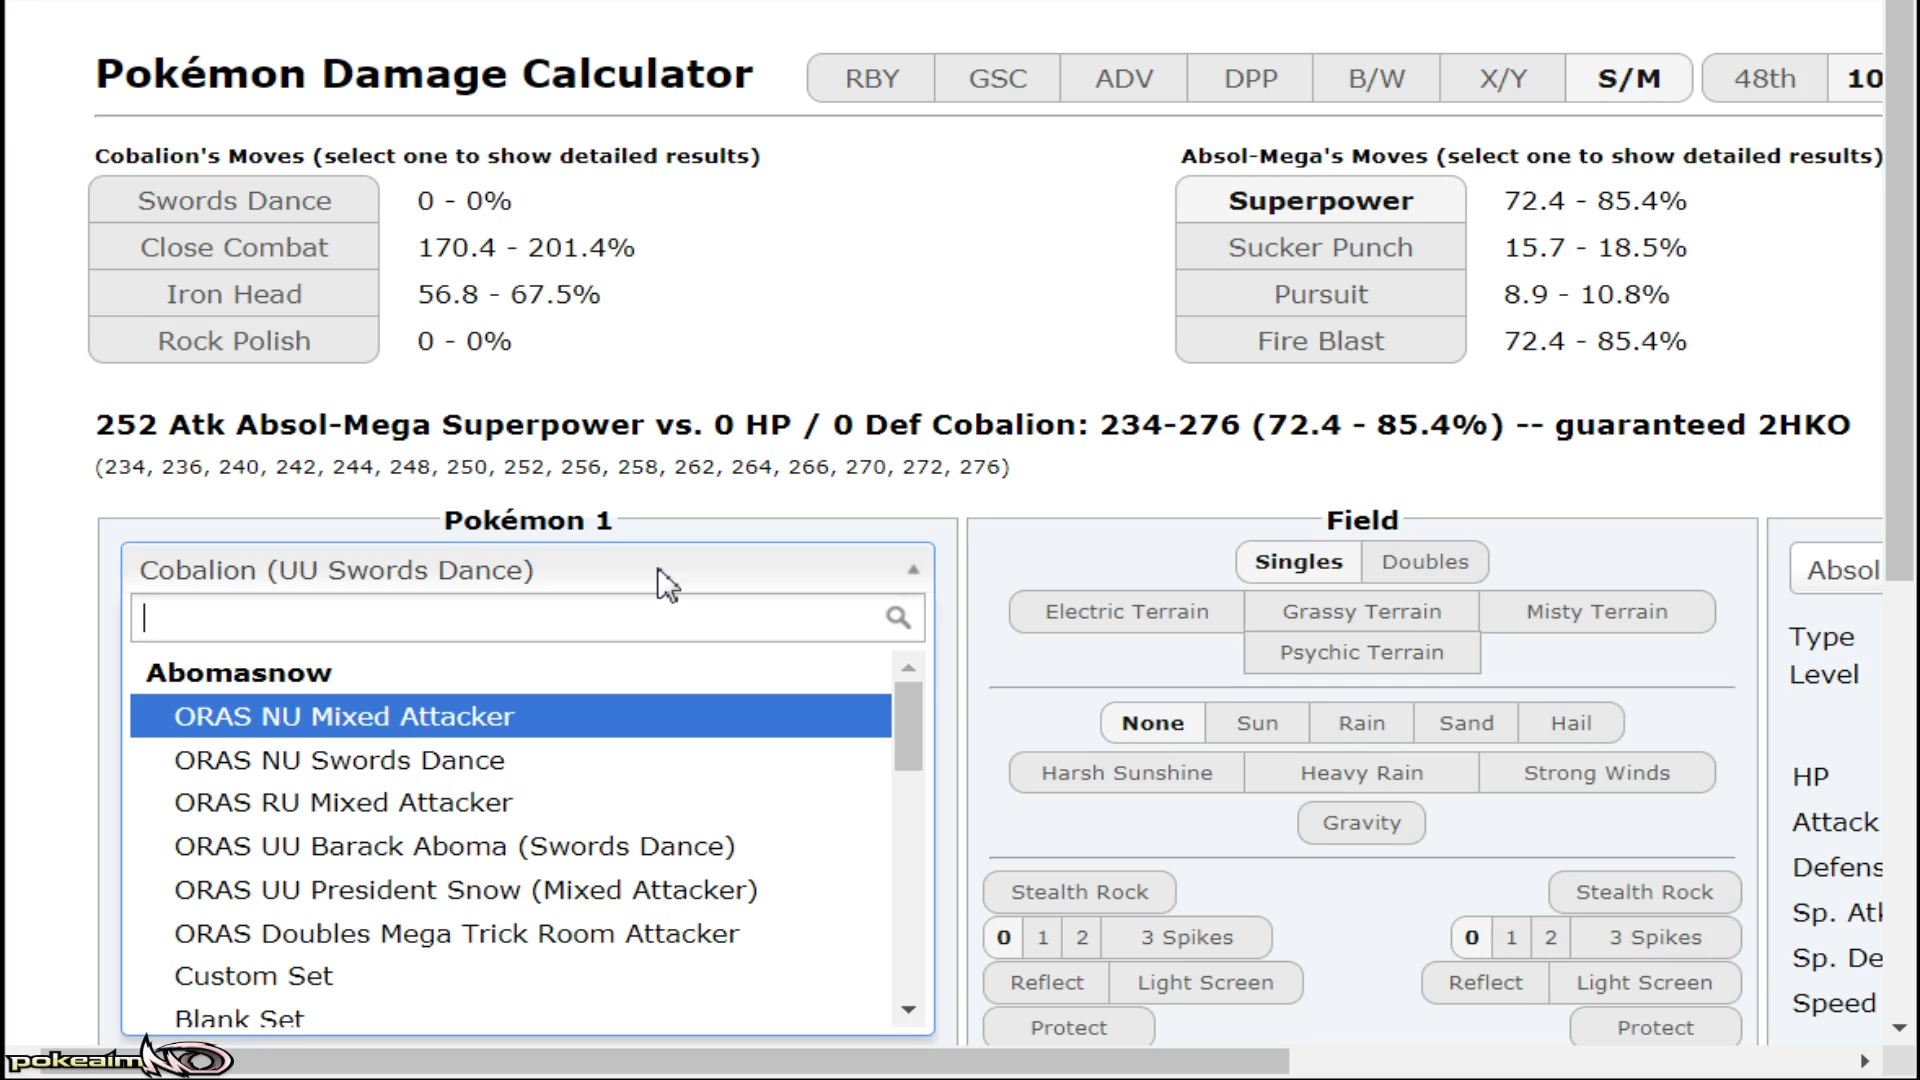 Pokémon Damage Calculator
RBY GSC ADV DPP B/W X/Y S/M 48th 10
Cobalion's Moves (select one to show detailed results)
Swords Dance 0 - 0%
Close Combat 170.4 - 201.4%
Iron Head 56.8 - 67.5%
Rock Polish 0 - 0%
Absol-Mega's Moves (select one to show detailed results)
Superpower 72.4 - 85.4%
Sucker Punch 15.7 - 18.5%
Pursuit 8.9 - 10.8%
Fire Blast 72.4 - 85.4%
252 Atk Absol-Mega Superpower vs. 0 HP / 0 Def Cobalion: 234-276 (72.4 - 85.4%) -- guaranteed 2HKO
(234, 236, 240, 242, 244, 248, 250, 252, 256, 258, 262, 264, 266, 270, 272, 276)
Pokémon 1
Cobalion (UU Swords Dance)
Abomasnow
ORAS NU Mixed Attacker
ORAS NU Swords Dance
ORAS RU Mixed Attacker
ORAS UU Barack Aboma (Swords Dance)
ORAS UU President Snow (Mixed Attacker)
ORAS Doubles Mega Trick Room Attacker
Custom Set
Blank Set
Field
Singles Doubles
Electric Terrain Grassy Terrain Misty Terrain
Psychic Terrain
None Sun Rain Sand Hail
Harsh Sunshine Heavy Rain Strong Winds
Gravity
Stealth Rock Stealth Rock
0 1 2 3 Spikes 0 1 2 3 Spikes
Reflect Light Screen Reflect Light Screen
Protect Protect
Absol
Type
Level
HP
Attack
Defens
Sp. Atk
Sp. De
Speed
pokeaimMD